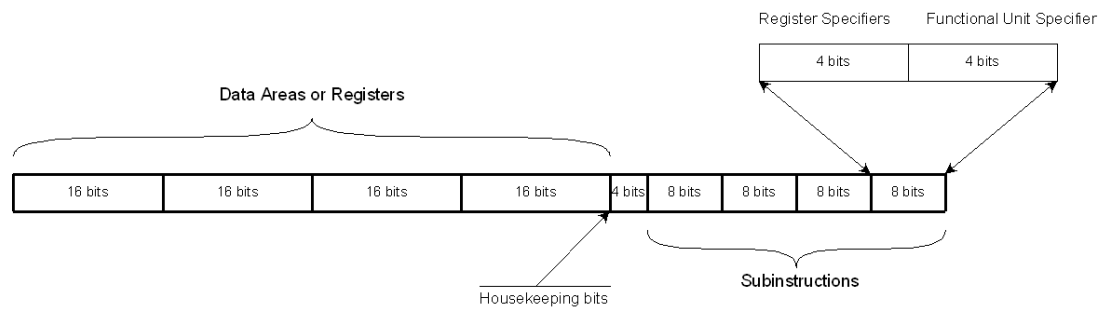 Register Specifiers Functional Unit Specifier
4 bits 4 bits
Data Areas or Registers
16 bits 16 bits 16 bits 16 bits 4 bits 8 bits 8 bits 8 bits 8 bits
Subinstructions
Housekeeping bits